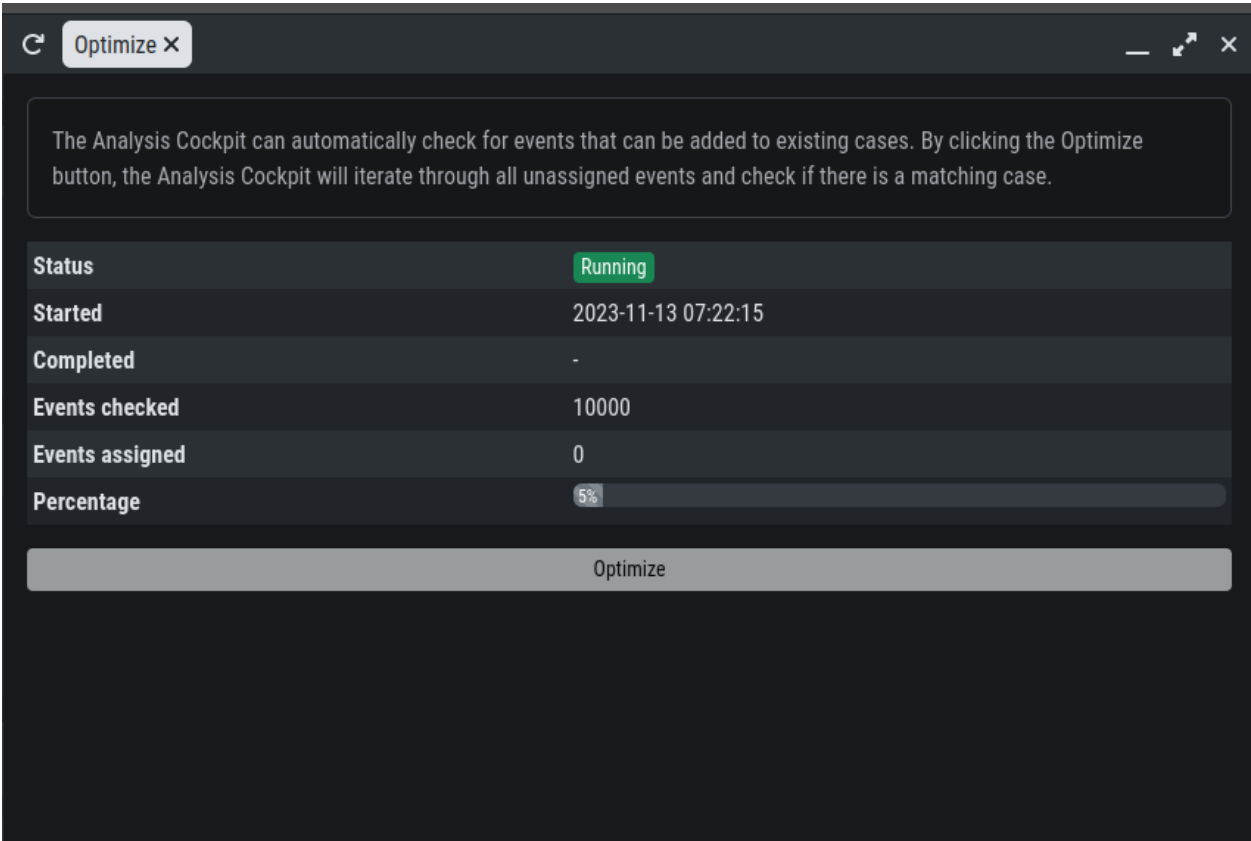 Optimize
The Analysis Cockpit can automatically check for events that can be added to existing cases. By clicking the Optimize
button, the Analysis Cockpit will iterate through all unassigned events and check if there is a matching case.
Status Running
Started 2023-11-13 07:22:15
Completed -
Events checked 10000
Events assigned 0
Percentage 5%
Optimize